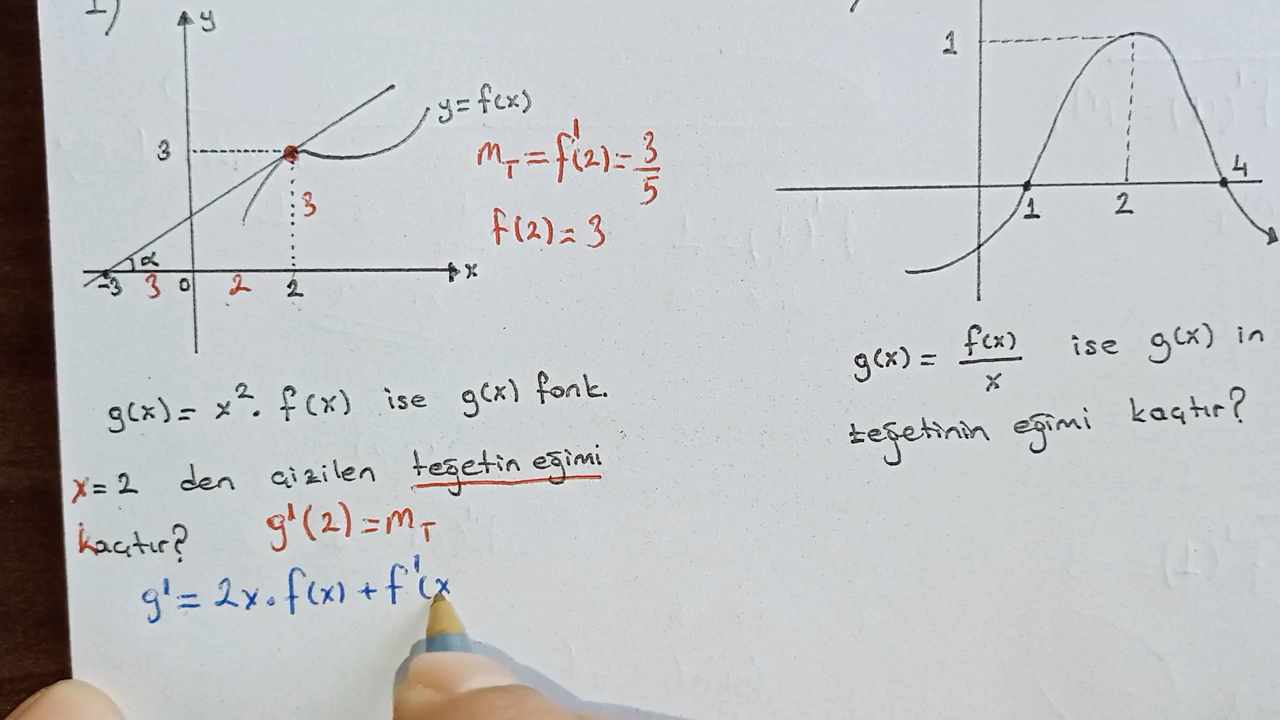 1)
y
y = f(x)
3
m_T = f'(2) = 3/5
3
f(2) = 3
α
-3 3 0 2 2 x
g(x) = x². f(x) ise g(x) fonk.
x = 2 den çizilen teğetin eğimi
kaçtır? g'(2) = m_T
g' = 2x. f(x) + f'(x
1
4
1 2
g(x) = f(x)/x ise g(x) in
teğetinin eğimi kaçtır?